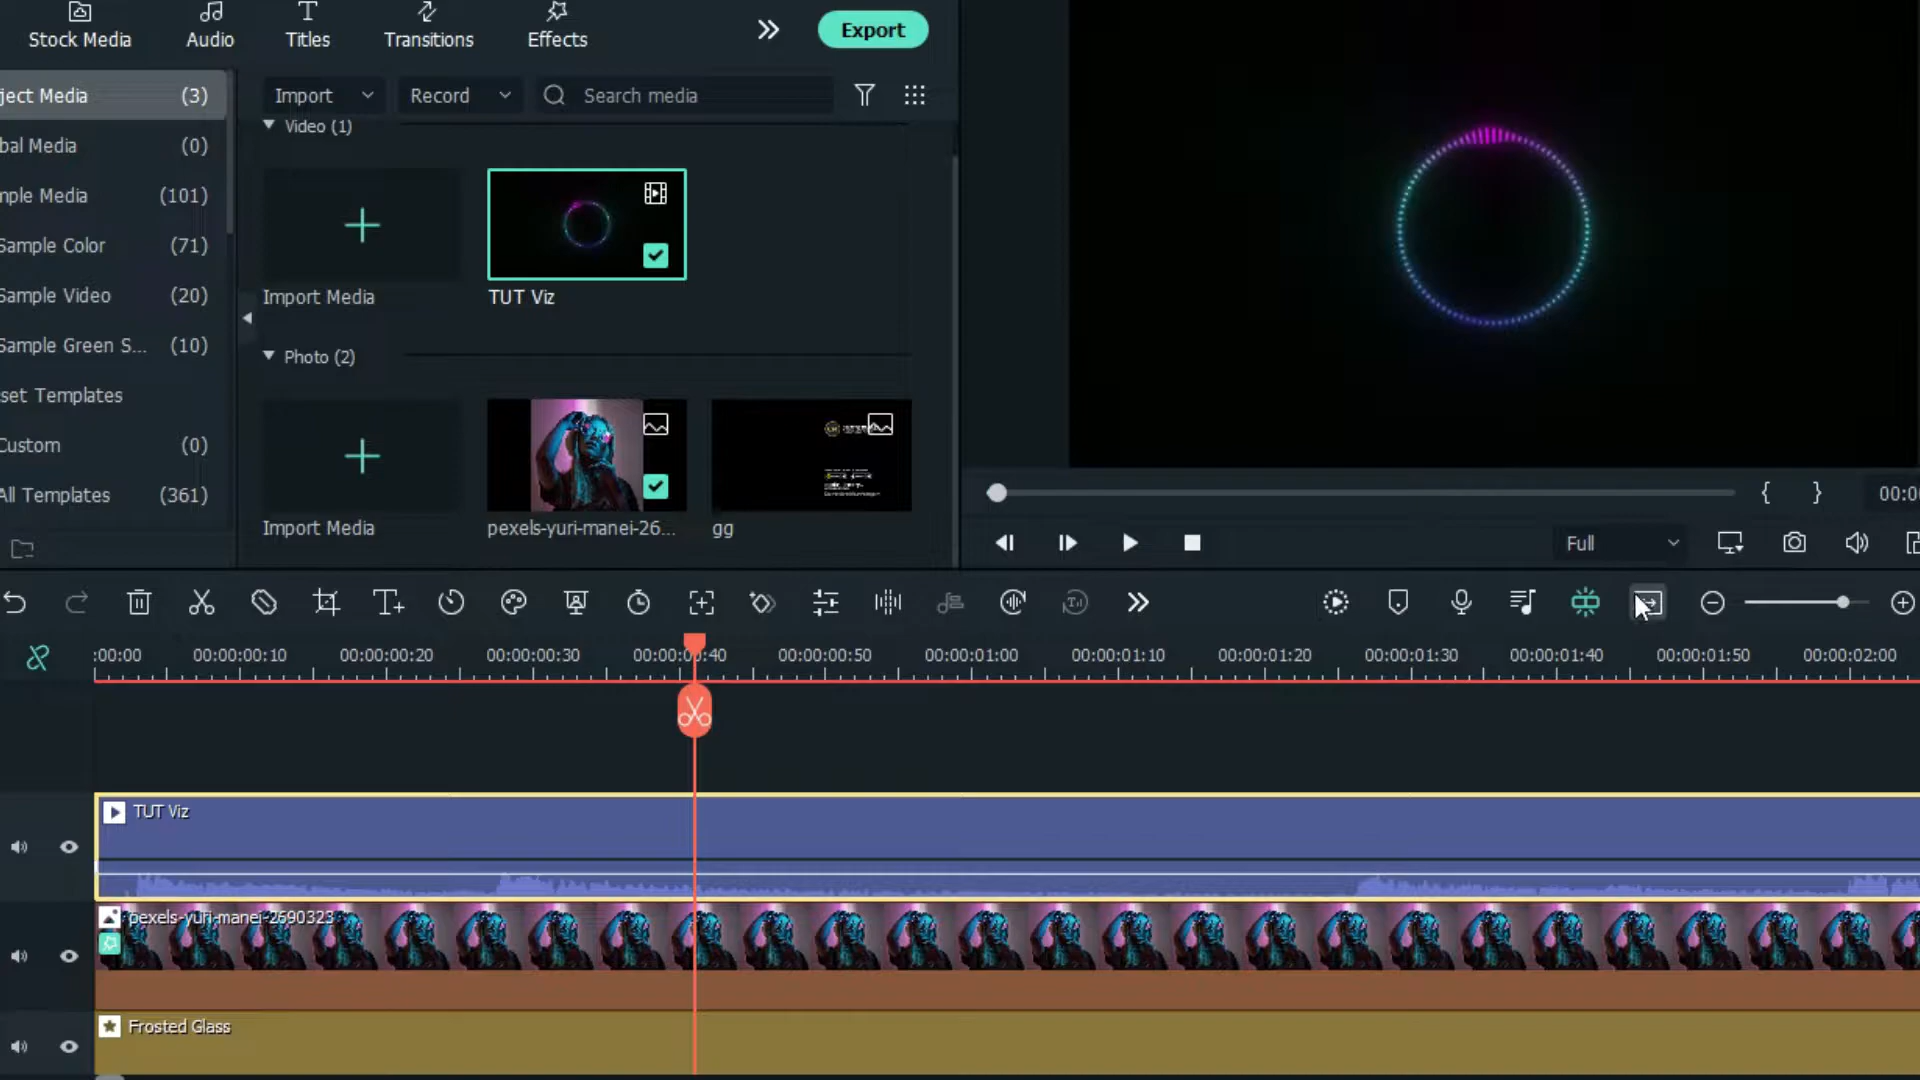 Stock Media
Audio
Titles
Transitions
Effects
Export
ject Media (3)
bal Media (0)
mple Media (101)
Sample Color (71)
Sample Video (20)
Sample Green S... (10)
set Templates
Custom (0)
All Templates (361)
Import
Record
Search media
Video (1)
Import Media
TUT Viz
Photo (2)
Import Media
pexels-yuri-manei-26...
gg
00:00
Full
:00:00
00:00:00:10
00:00:00:20
00:00:00:30
00:00:00:40
00:00:00:50
00:00:01:00
00:00:01:10
00:00:01:20
00:00:01:30
00:00:01:40
00:00:01:50
00:00:02:00
TUT Viz
pexels-yuri-manei-2690323
Frosted Glass